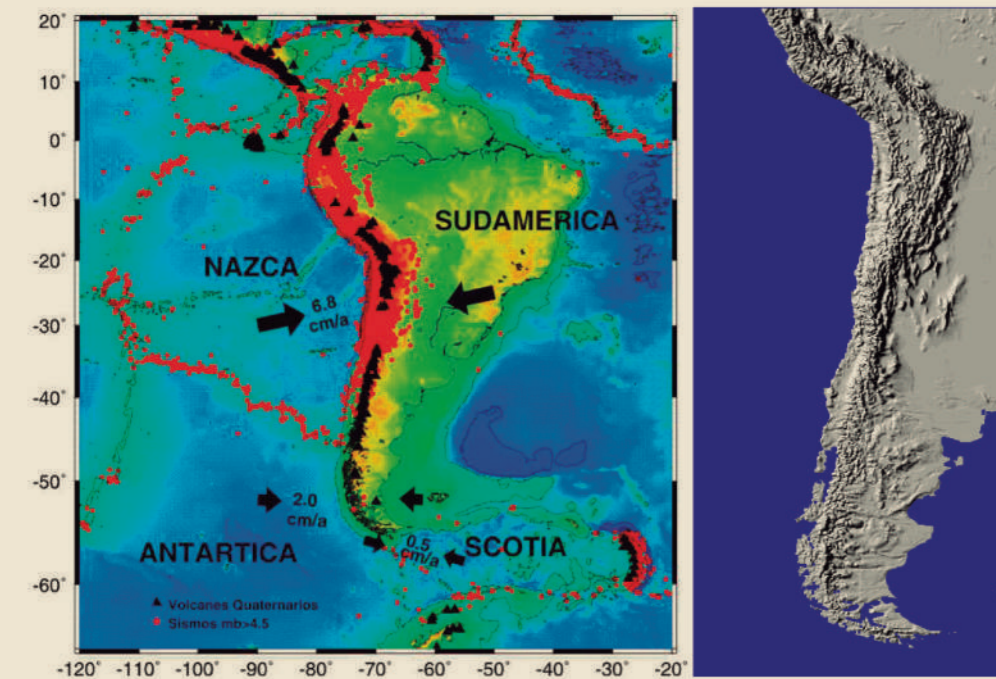 20°
10°
0°
-10°
-20°
-30°
-40°
-50°
-60°
SUDAMERICA
NAZCA
6.8
cm/a
2.0
cm/a
ANTARTICA
0.5
cm/a
SCOTIA
Volcanes Quaternarios
Sismos mb>4.5
-120° -110° -100° -90° -80° -70° -60° -50° -40° -30° -20°